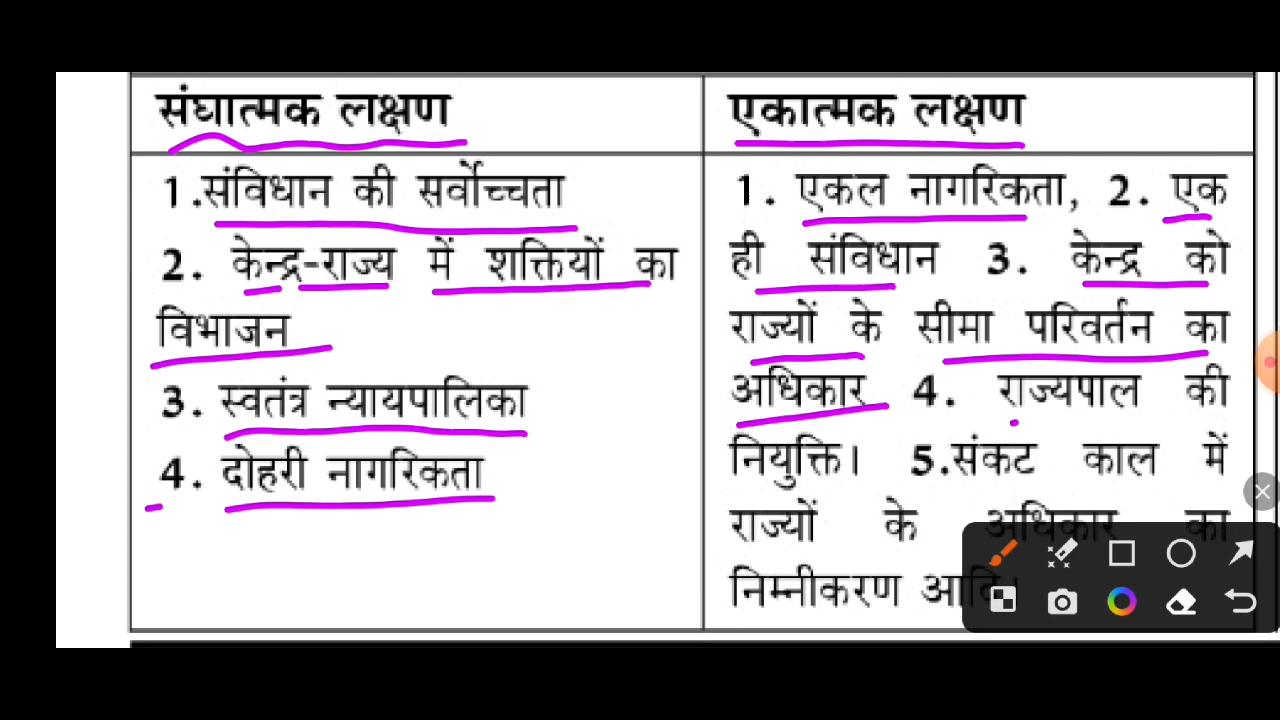 संघात्मक लक्षण
1.संविधान की सर्वोच्चता
2. केन्द्र-राज्य में शक्तियों का
विभाजन
3. स्वतंत्र न्यायपालिका
4. दोहरी नागरिकता
एकात्मक लक्षण
1. एकल नागरिकता, 2. एक
ही संविधान 3. केन्द्र को
राज्यों के सीमा परिवर्तन का
अधिकार 4. राज्यपाल की
नियुक्ति। 5.संकट काल में
राज्यों के अधिकार का
निम्नीकरण आदि।